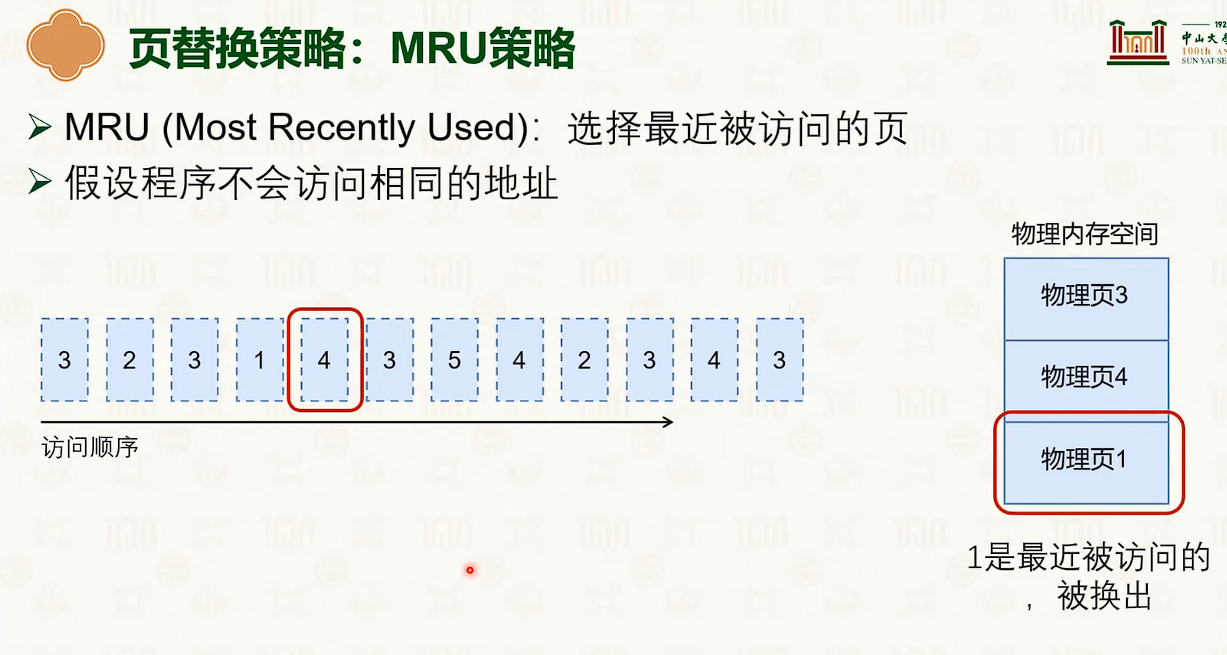 页替换策略：MRU策略
192
中山大学
100th AN
SUN YAT-SE
MRU (Most Recently Used)：选择最近被访问的页
假设程序不会访问相同的地址
物理内存空间
物理页3
物理页4
物理页1
3 2 3 1 4 3 5 4 2 3 4 3
访问顺序
1是最近被访问的
，被换出